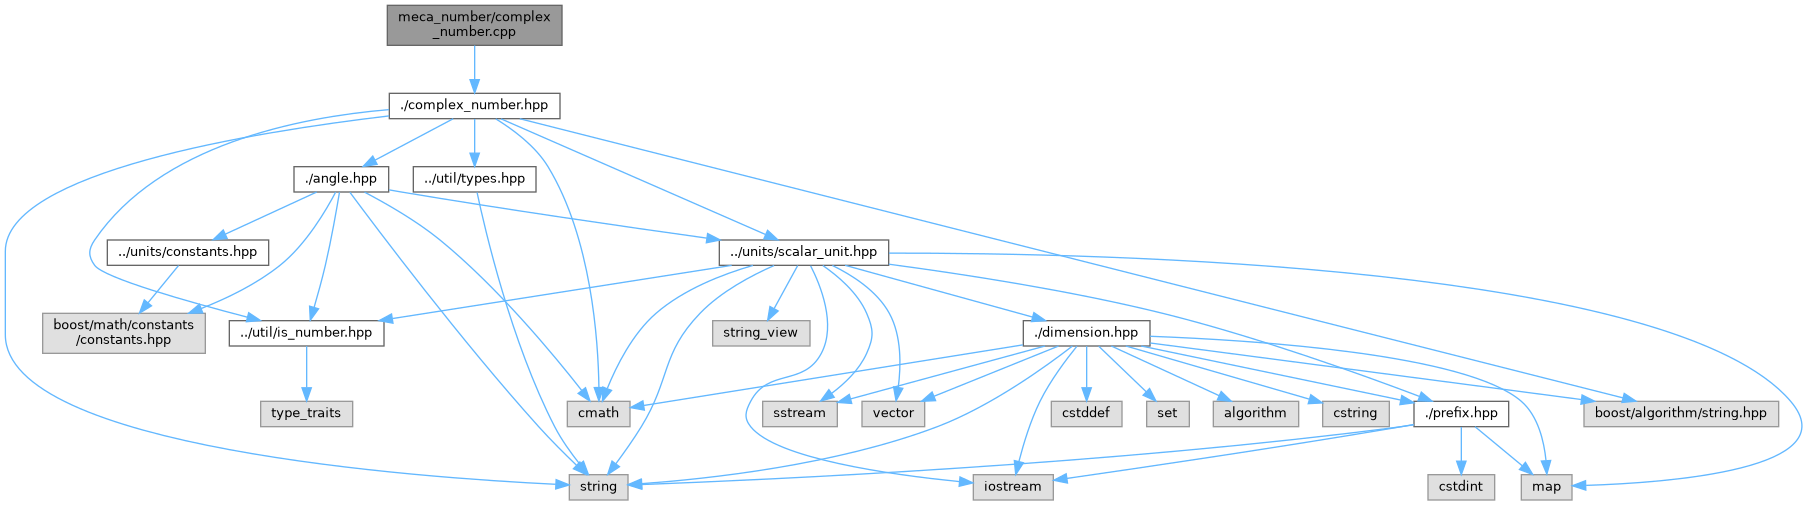 meca_number/complex
_number.cpp
./complex_number.hpp
./angle.hpp
../util/types.hpp
../units/constants.hpp
../units/scalar_unit.hpp
boost/math/constants
/constants.hpp
../util/is_number.hpp
string_view
./dimension.hpp
type_traits
cmath
sstream
vector
cstddef
set
algorithm
cstring
./prefix.hpp
boost/algorithm/string.hpp
string
iostream
cstdint
map